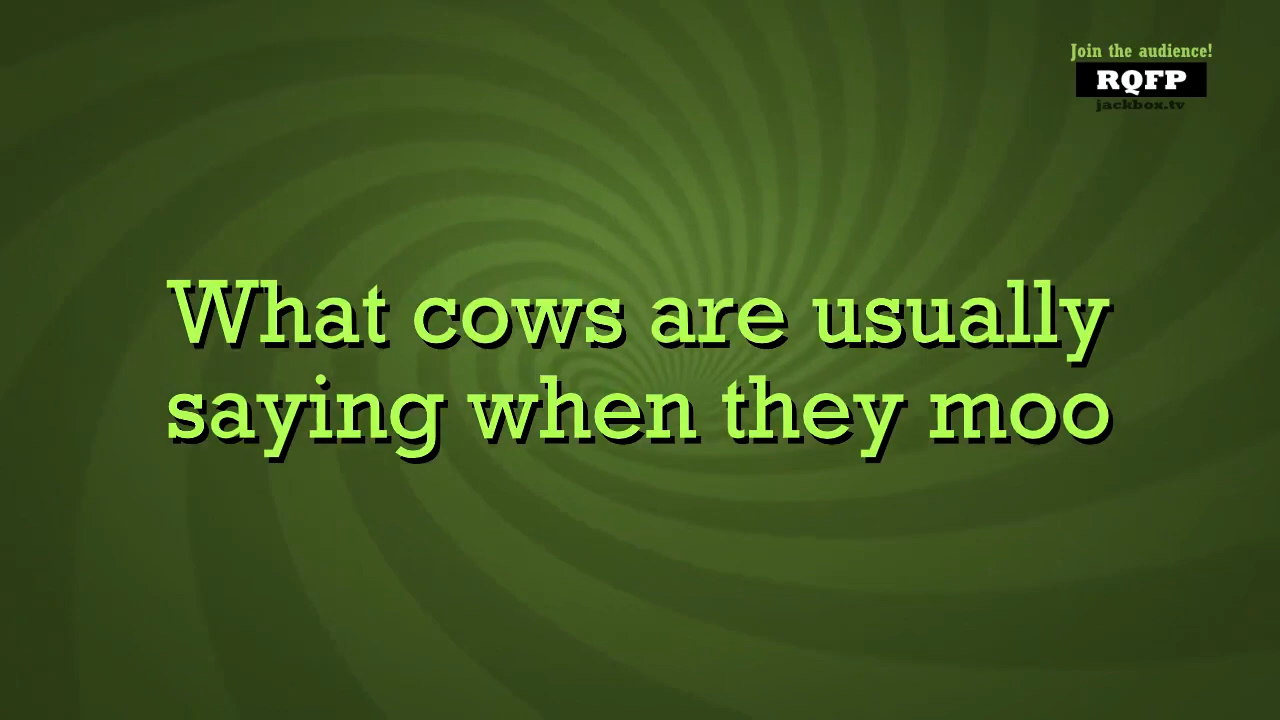 Join the audience!
RQFP
jackbox.tv
What cows are usually
saying when they moo